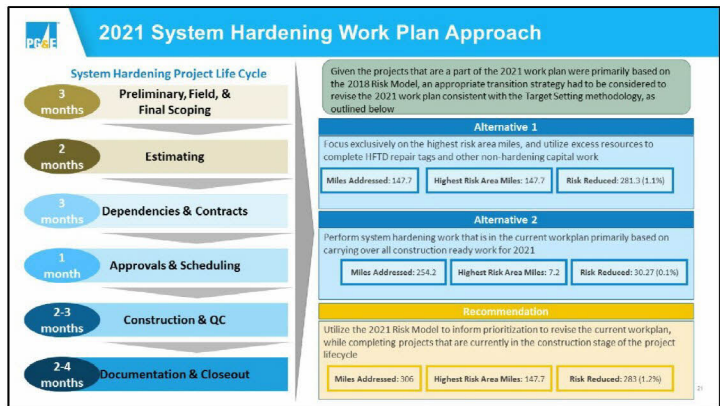 PG&E
2021 System Hardening Work Plan Approach
System Hardening Project Life Cycle
3
months
Preliminary, Field, &
Final Scoping
2
months
Estimating
3
months
Dependencies & Contracts
1
month
Approvals & Scheduling
2-3
months
Construction & QC
2-4
months
Documentation & Closeout
Given the projects that are a part of the 2021 work plan were primarily based on
the 2018 Risk Model, an appropriate transition strategy had to be considered to
revise the 2021 work plan consistent with the Target Setting methodology, as
outlined below
Alternative 1
Focus exclusively on the highest risk area miles, and utilize excess resources to
complete HFTD repair tags and other non-hardening capital work
Miles Addressed: 147.7
Highest Risk Area Miles: 147.7
Risk Reduced: 281.3 (1.1%)
Alternative 2
Perform system hardening work that is in the current workplan primarily based on
carrying over all construction ready work for 2021
Miles Addressed: 254.2
Highest Risk Area Miles: 7.2
Risk Reduced: 30.27 (0.1%)
Recommendation
Utilize the 2021 Risk Model to inform prioritization to revise the current workplan,
while completing projects that are currently in the construction stage of the project
lifecycle
Miles Addressed: 306
Highest Risk Area Miles: 147.7
Risk Reduced: 283 (1.2%)